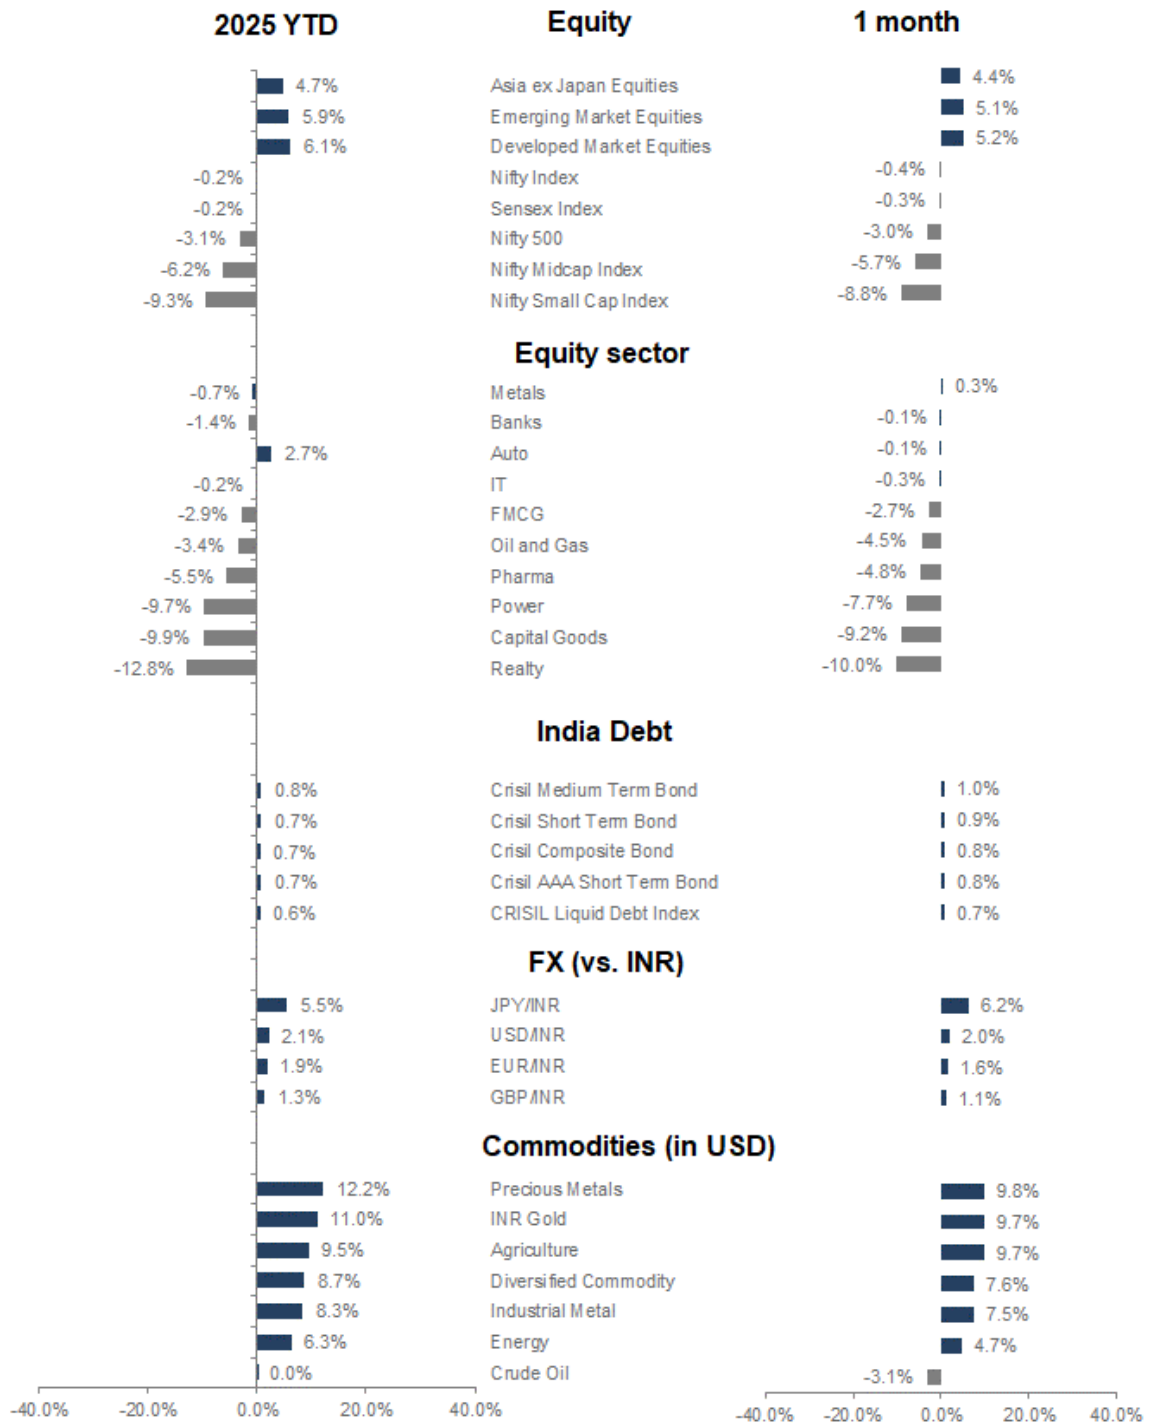 2025 YTD Equity 1 month
4.7% Asia ex Japan Equities 4.4%
5.9% Emerging Market Equities 5.1%
6.1% Developed Market Equities 5.2%
-0.2% Nifty Index -0.4%
-0.2% Sensex Index -0.3%
-3.1% Nifty 500 -3.0%
-6.2% Nifty Midcap Index -5.7%
-9.3% Nifty Small Cap Index -8.8%
Equity sector
-0.7% Metals 0.3%
-1.4% Banks -0.1%
2.7% Auto -0.1%
-0.2% IT -0.3%
-2.9% FMCG -2.7%
-3.4% Oil and Gas -4.5%
-5.5% Pharma -4.8%
-9.7% Power -7.7%
-9.9% Capital Goods -9.2%
-12.8% Realty -10.0%
India Debt
0.8% Crisil Medium Term Bond 1.0%
0.7% Crisil Short Term Bond 0.9%
0.7% Crisil Composite Bond 0.8%
0.7% Crisil AAA Short Term Bond 0.8%
0.6% CRISIL Liquid Debt Index 0.7%
FX (vs. INR)
5.5% JPY/INR 6.2%
2.1% USD/INR 2.0%
1.9% EUR/INR 1.6%
1.3% GBP/INR 1.1%
Commodities (in USD)
12.2% Precious Metals 9.8%
11.0% INR Gold 9.7%
9.5% Agriculture 9.7%
8.7% Diversified Commodity 7.6%
8.3% Industrial Metal 7.5%
6.3% Energy 4.7%
0.0% Crude Oil -3.1%
-40.0% -20.0% 0.0% 20.0% 40.0% -40.0% -20.0% 0.0% 20.0% 40.0%